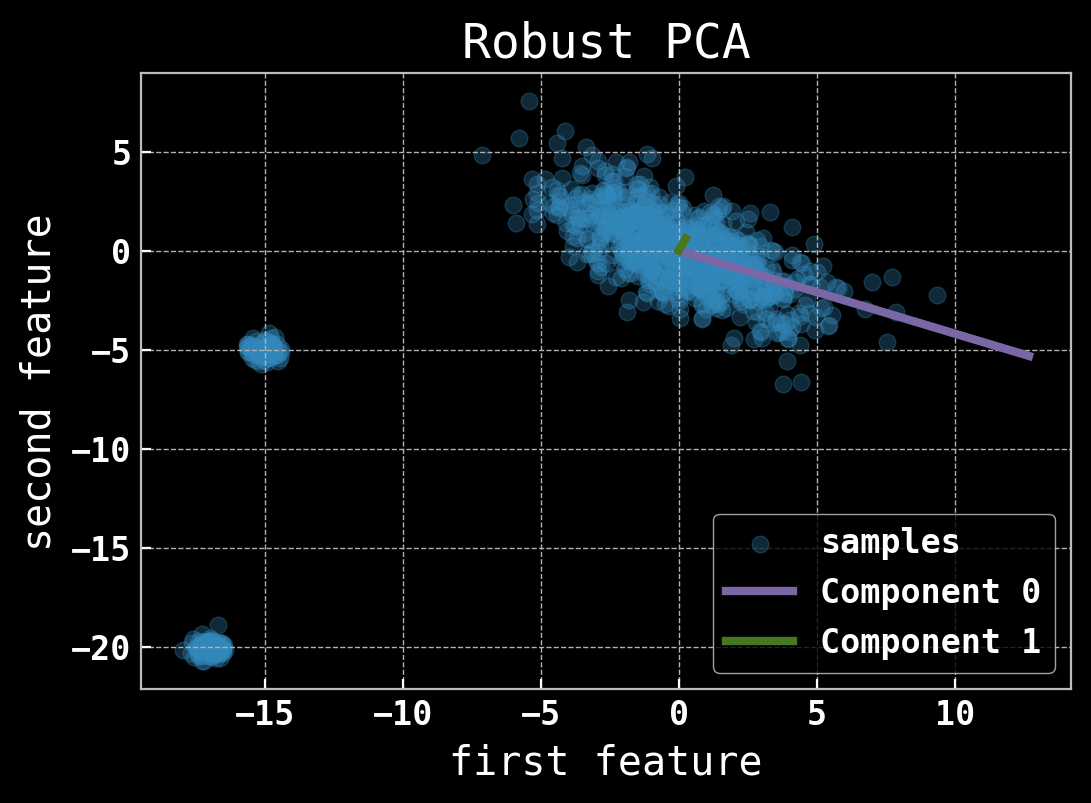 Robust PCA
second feature
5
0
−5
−10
−15
−20
samples
Component 0
Component 1
−15 −10 −5 0 5 10
first feature